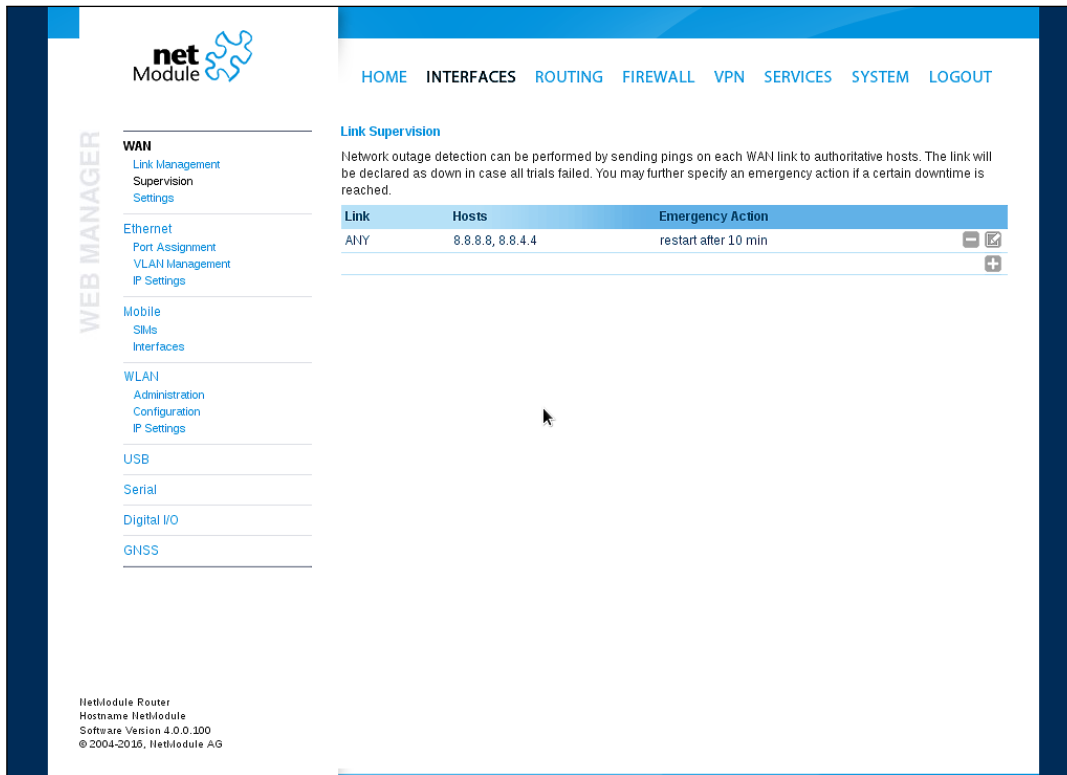 net
Module
HOME INTERFACES ROUTING FIREWALL VPN SERVICES SYSTEM LOGOUT
WEB MANAGER
WAN
Link Management
Supervision
Settings
Ethernet
Port Assignment
VLAN Management
IP Settings
Mobile
SIMs
Interfaces
WLAN
Administration
Configuration
IP Settings
USB
Serial
Digital I/O
GNSS
Link Supervision
Network outage detection can be performed by sending pings on each WAN link to authoritative hosts. The link will
be declared as down in case all trials failed. You may further specify an emergency action if a certain downtime is
reached.
Link Hosts Emergency Action
ANY 8.8.8.8, 8.8.4.4 restart after 10 min
NetModule Router
Hostname NetModule
Software Version 4.0.0.100
© 2004-2016, NetModule AG